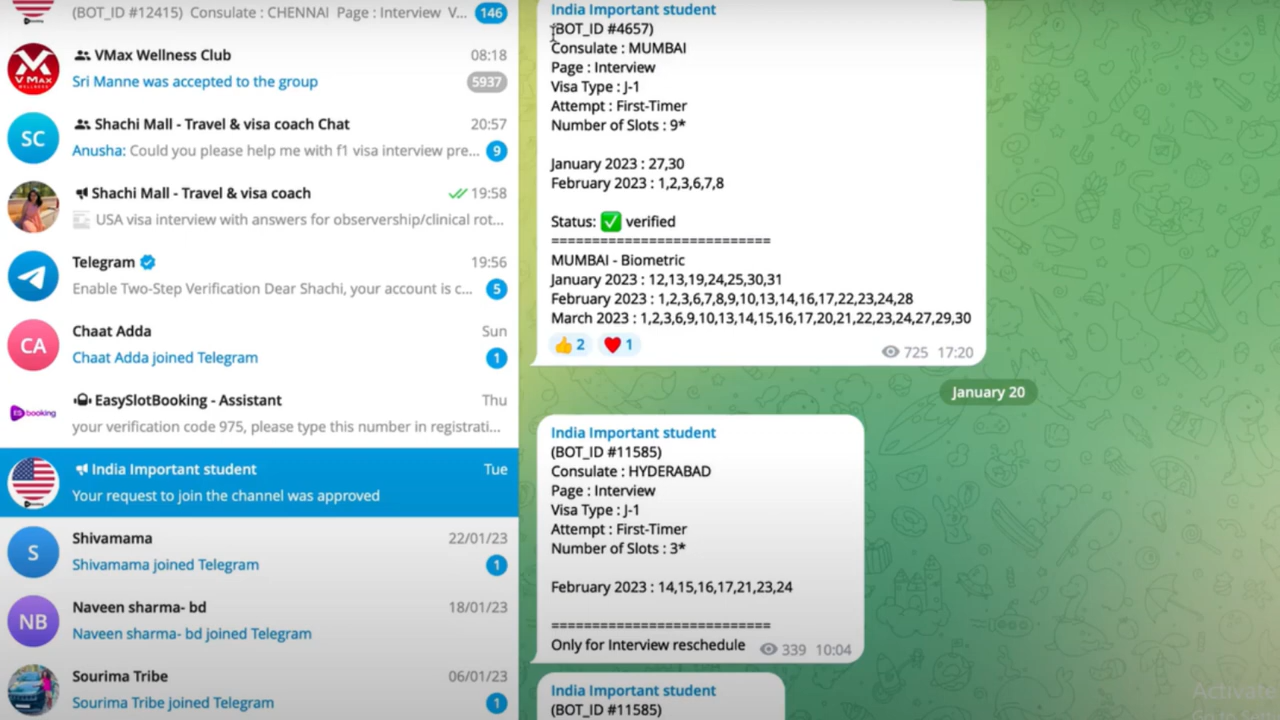 (BOT_ID #12415) Consulate : CHENNAI Page : Interview V...
146
VMax Wellness Club
08:18
Sri Manne was accepted to the group
5937
V MAX
WELLNESS
SC
Shachi Mall - Travel & visa coach Chat
20:57
Anusha: Could you please help me with f1 visa interview pre...
9
Shachi Mall - Travel & visa coach
19:58
USA visa interview with answers for observership/clinical rot...
Telegram
19:56
Enable Two-Step Verification Dear Shachi, your account is c...
5
CA
Chaat Adda
Sun
Chaat Adda joined Telegram
1
booking
EasySlotBooking - Assistant
Thu
your verification code 975, please type this number in registrati...
India Important student
Tue
Your request to join the channel was approved
S
Shivamama
22/01/23
Shivamama joined Telegram
1
NB
Naveen sharma- bd
18/01/23
Naveen sharma- bd joined Telegram
Sourima Tribe
06/01/23
Sourima Tribe joined Telegram
1
India Important student
(BOT_ID #4657)
Consulate : MUMBAI
Page : Interview
Visa Type : J-1
Attempt : First-Timer
Number of Slots : 9*
January 2023 : 27,30
February 2023 : 1,2,3,6,7,8
Status: ✅ verified
===========================
MUMBAI - Biometric
January 2023 : 12,13,19,24,25,30,31
February 2023 : 1,2,3,6,7,8,9,10,13,14,16,17,22,23,24,28
March 2023 : 1,2,3,6,9,10,13,14,15,16,17,20,21,22,23,24,27,29,30
👍 2 ❤️ 1
725 17:20
January 20
India Important student
(BOT_ID #11585)
Consulate : HYDERABAD
Page : Interview
Visa Type : J-1
Attempt : First-Timer
Number of Slots : 3*
February 2023 : 14,15,16,17,21,23,24
===========================
Only for Interview reschedule
339 10:04
India Important student
(BOT_ID #11585)
Activate